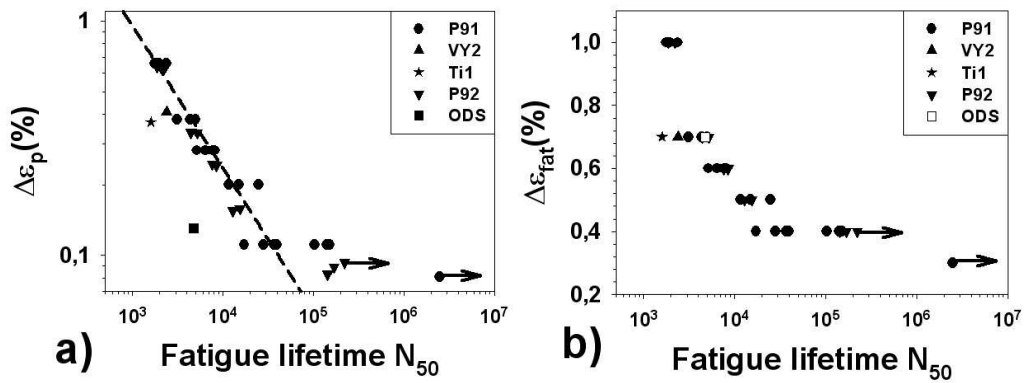 1
0,1
Δεp(%)
10³ 10⁴ 10⁵ 10⁶ 10⁷
Fatigue lifetime N₅₀
a)
P91
VY2
Ti1
P92
ODS
1,0
0,8
0,6
0,4
0,2
Δεfat(%)
10³ 10⁴ 10⁵ 10⁶ 10⁷
Fatigue lifetime N₅₀
b)
P91
VY2
Ti1
P92
ODS